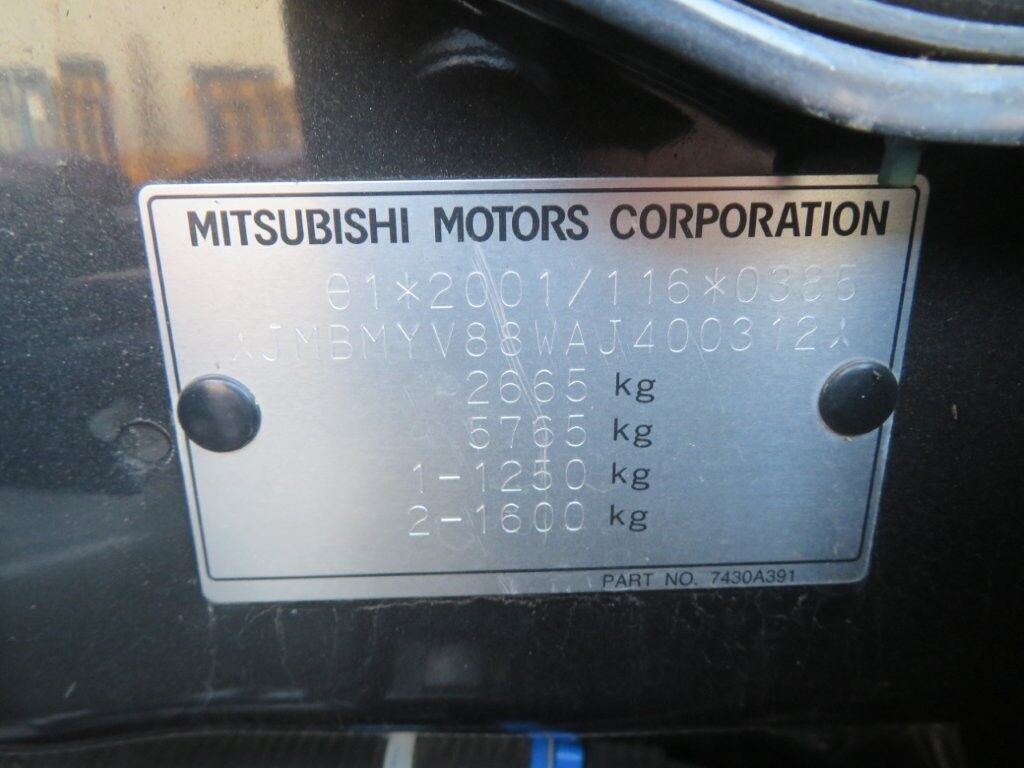 MITSUBISHI MOTORS CORPORATION
e1*2001/116*0385
*JMBMYV88WAJ400312*
2665 kg
5765 kg
1-1250 kg
2-1600 kg
PART NO. 7430A391